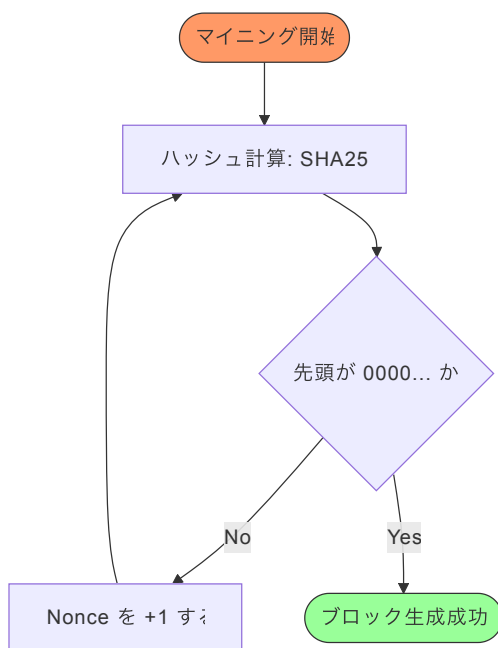 マイニング開始
ハッシュ計算: SHA25
先頭が 0000... か
No
Yes
Nonce を +1 する
ブロック生成成功